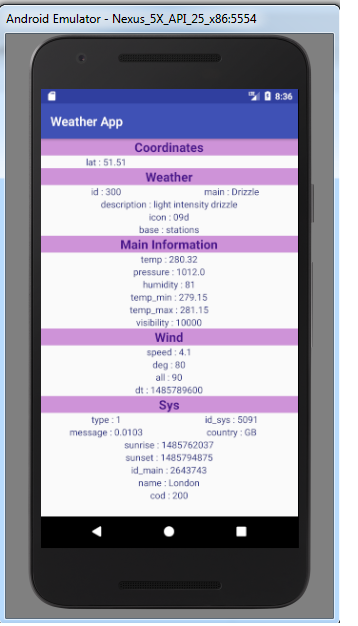 Android Emulator - Nexus_5X_API_25_x86:5554
8:36
Weather App
Coordinates
lat : 51.51
Weather
id : 300 main : Drizzle
description : light intensity drizzle
icon : 09d
base : stations
Main Information
temp : 280.32
pressure : 1012.0
humidity : 81
temp_min : 279.15
temp_max : 281.15
visibility : 10000
Wind
speed : 4.1
deg : 80
all : 90
dt : 1485789600
Sys
type : 1 id_sys : 5091
message : 0.0103 country : GB
sunrise : 1485762037
sunset : 1485794875
id_main : 2643743
name : London
cod : 200